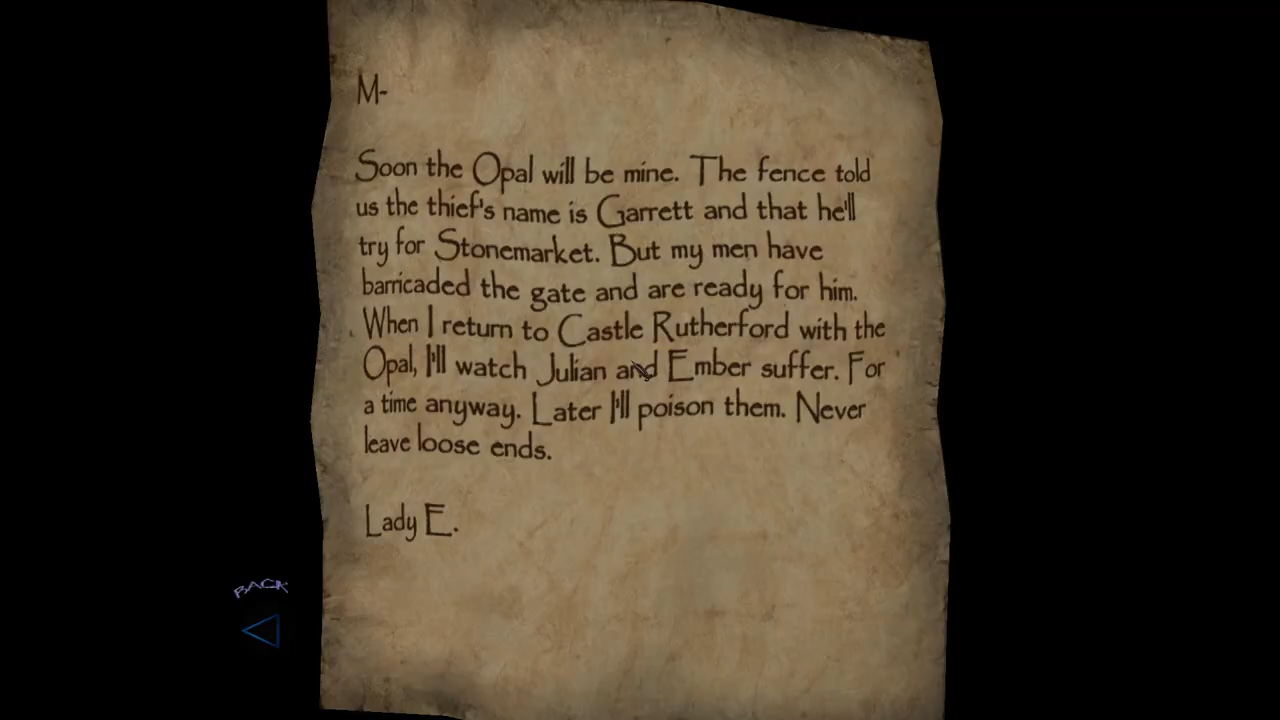 M-
Soon the Opal will be mine. The fence told
us the thief's name is Garrett and that he'll
try for Stonemarket. But my men have
barricaded the gate and are ready for him.
When I return to Castle Rutherford with the
Opal, I'll watch Julian and Ember suffer. For
a time anyway. Later I'll poison them. Never
leave loose ends.
Lady E.
BACK